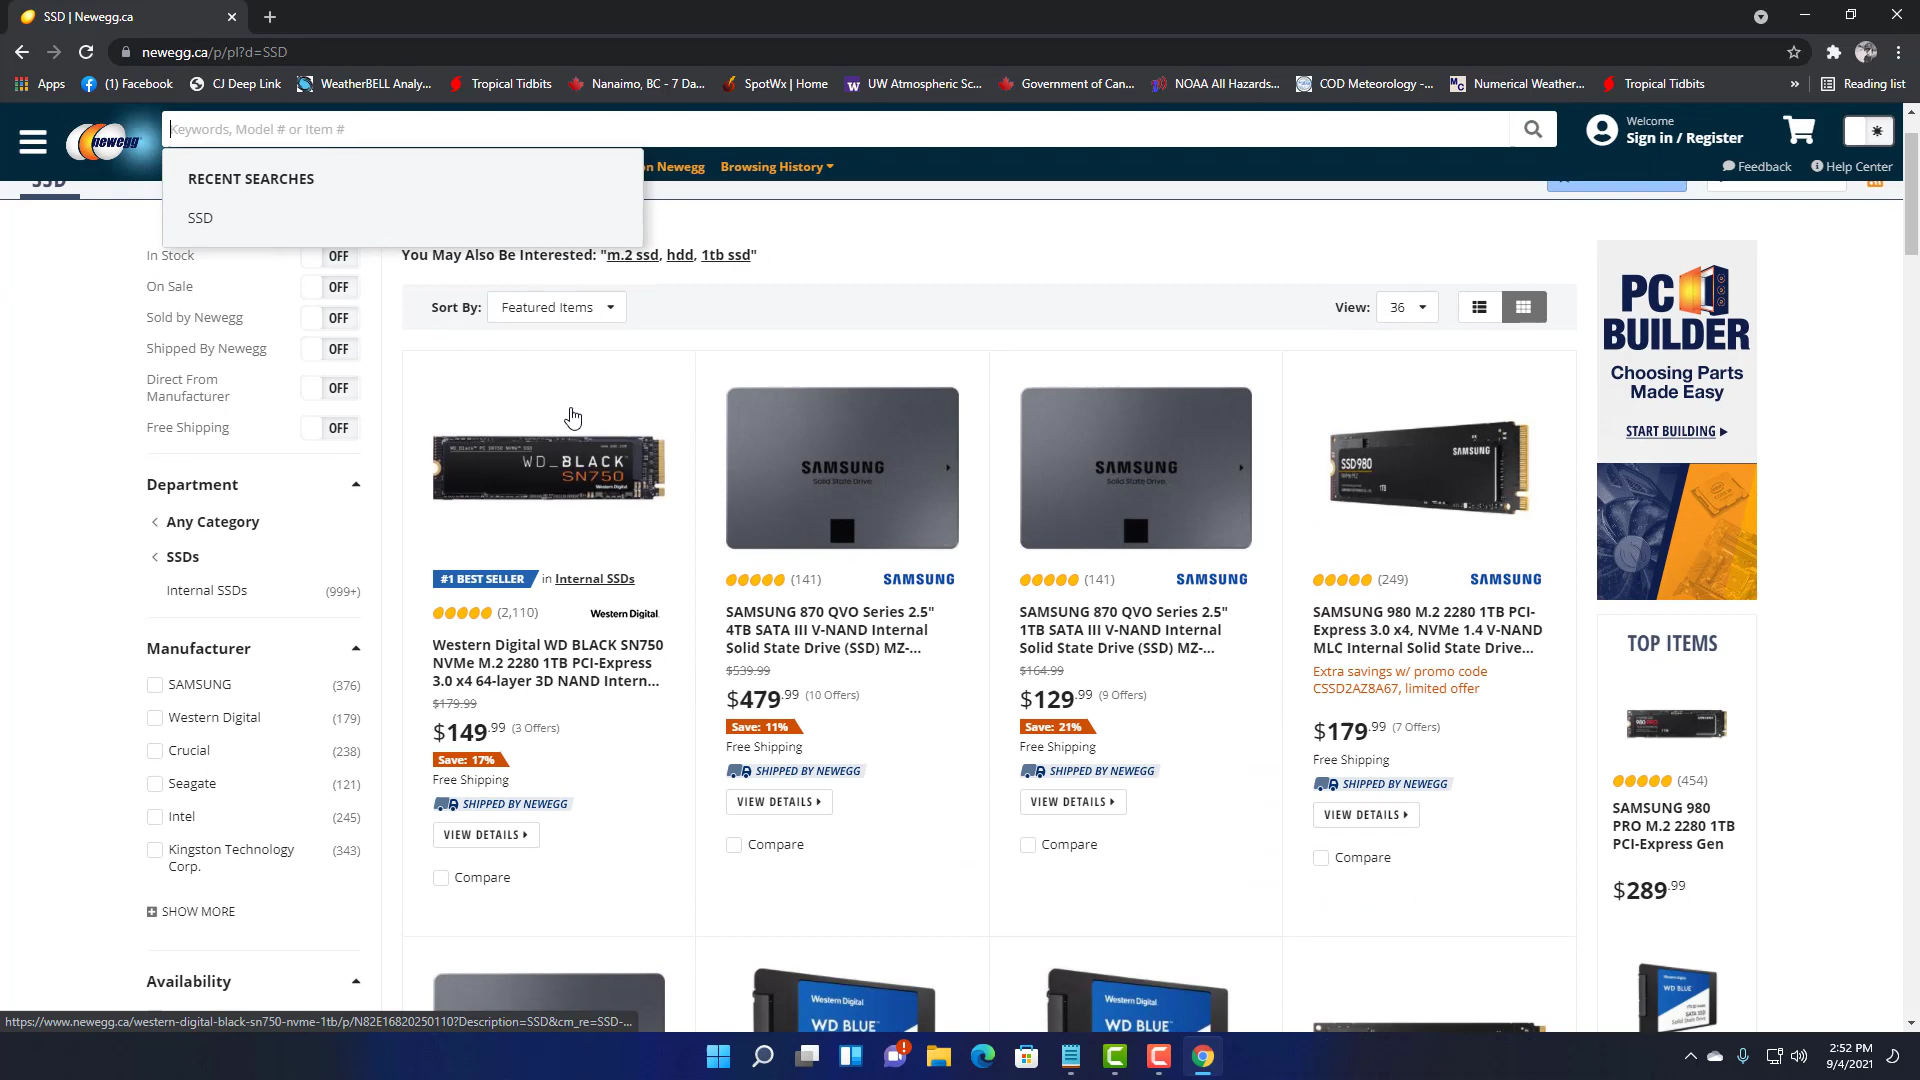 SSD | Newegg.ca
newegg.ca/p/pl?d=SSD
Apps
(1) Facebook
CJ Deep Link
WeatherBELL Analy...
Tropical Tidbits
Nanaimo, BC - 7 Da...
SpotWx | Home
UW Atmospheric Sc...
Government of Can...
NOAA All Hazards...
COD Meteorology -...
Numerical Weather...
Tropical Tidbits
»
Reading list
newegg
Keywords, Model # or Item #
Welcome
Sign in / Register
n Newegg
Browsing History
Feedback
Help Center
RECENT SEARCHES
SSD
SSD
You May Also Be Interested: "m.2 ssd, hdd, 1tb ssd"
Sort By:
Featured Items
View:
36
In Stock
OFF
On Sale
OFF
Sold by Newegg
OFF
Shipped By Newegg
OFF
Direct From
Manufacturer
OFF
Free Shipping
OFF
Department
Any Category
SSDs
Internal SSDs
(999+)
Manufacturer
SAMSUNG
(376)
Western Digital
(179)
Crucial
(238)
Seagate
(121)
Intel
(245)
Kingston Technology
Corp.
(343)
SHOW MORE
Availability
WD_BLACK
SN750
Western Digital
#1 BEST SELLER in Internal SSDs
(2,110)
Western Digital
Western Digital WD BLACK SN750
NVMe M.2 2280 1TB PCI-Express
3.0 x4 64-layer 3D NAND Intern...
$179.99
$149.99 (3 Offers)
Save: 17%
Free Shipping
SHIPPED BY NEWEGG
VIEW DETAILS
Compare
SAMSUNG
Solid State Drive
(141)
SAMSUNG
SAMSUNG 870 QVO Series 2.5"
4TB SATA III V-NAND Internal
Solid State Drive (SSD) MZ-...
$539.99
$479.99 (10 Offers)
Save: 11%
Free Shipping
SHIPPED BY NEWEGG
VIEW DETAILS
Compare
SAMSUNG
Solid State Drive
(141)
SAMSUNG
SAMSUNG 870 QVO Series 2.5"
1TB SATA III V-NAND Internal
Solid State Drive (SSD) MZ-...
$164.99
$129.99 (9 Offers)
Save: 21%
Free Shipping
SHIPPED BY NEWEGG
VIEW DETAILS
Compare
SSD 980
SAMSUNG
1TB
(249)
SAMSUNG
SAMSUNG 980 M.2 2280 1TB PCI-
Express 3.0 x4, NVMe 1.4 V-NAND
MLC Internal Solid State Drive...
Extra savings w/ promo code
CSSD2AZ8A67, limited offer
$179.99 (7 Offers)
Free Shipping
SHIPPED BY NEWEGG
VIEW DETAILS
Compare
Western Digital
WD BLUE
Western Digital
WD BLUE
PC
BUILDER
Choosing Parts
Made Easy
START BUILDING
TOP ITEMS
(454)
SAMSUNG 980
PRO M.2 2280 1TB
PCI-Express Gen
$289.99
WD BLUE
https://www.newegg.ca/western-digital-black-sn750-nvme-1tb/p/N82E16820250110?Description=SSD&cm_re=SSD-...
2:52 PM
9/4/2021